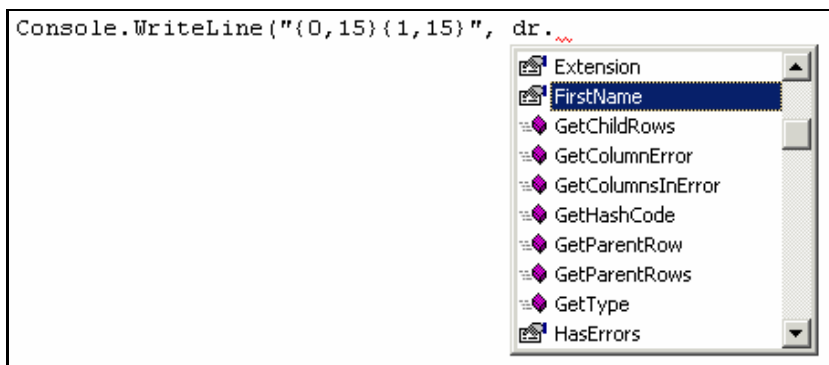 Console.WriteLine("{0,15}{1,15}", dr.
Extension
FirstName
GetChildRows
GetColumnError
GetColumnsInError
GetHashCode
GetParentRow
GetParentRows
GetType
HasErrors